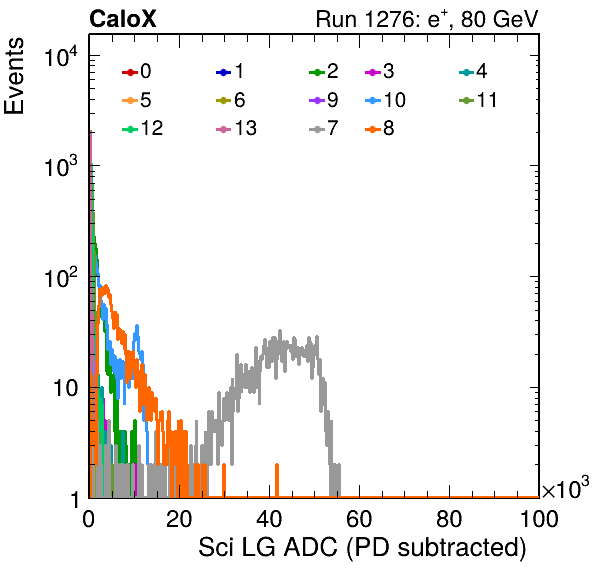 CaloX Run 1276: e⁺, 80 GeV
Events
10⁴
10³
10²
10
1
0 1 2 3 4
5 6 9 10 11
12 13 7 8
0 20 40 60 80 100
×10³
Sci LG ADC (PD subtracted)